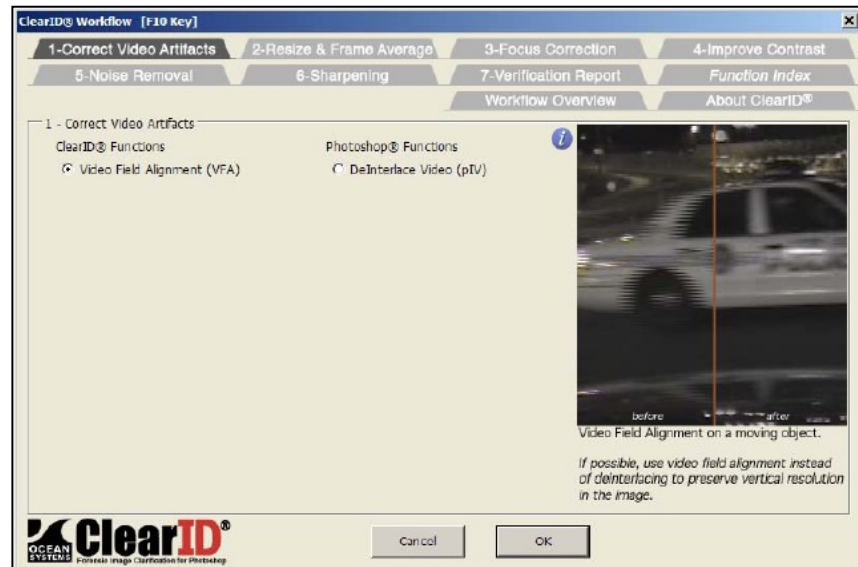 ClearID® Workflow [F10 Key]
1-Correct Video Artifacts
2-Resize & Frame Average
3-Focus Correction
4-Improve Contrast
5-Noise Removal
6-Sharpening
7-Verification Report
Function Index
Workflow Overview
About ClearID®
1 - Correct Video Artifacts
ClearID® Functions
Photoshop® Functions
Video Field Alignment (VFA)
DeInterlace Video (pIV)
before
after
Video Field Alignment on a moving object.
If possible, use video field alignment instead
of deinterlacing to preserve vertical resolution
in the image.
OCEAN
SYSTEMS
ClearID®
Forensic Image Clarification for Photoshop
Cancel
OK